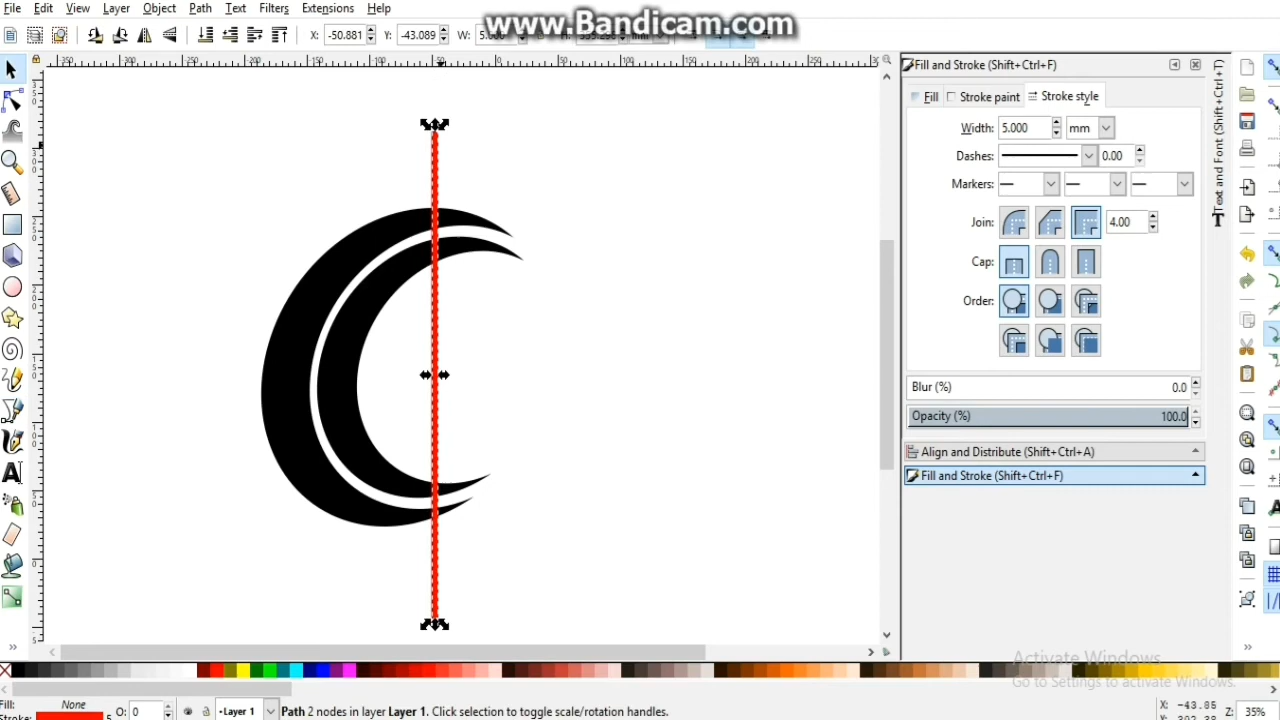 File Edit View Layer Object Path Text Filters Extensions Help
www.Bandicam.com
X: -50.881 Y: -43.089 W: H: mm
Fill and Stroke (Shift+Ctrl+F)
Fill Stroke paint Stroke style
Width: 5.000 mm
Dashes: 0.00
Markers:
Join: 4.00
Cap:
Order:
Blur (%) 0.0
Opacity (%) 100.0
Align and Distribute (Shift+Ctrl+A)
Fill and Stroke (Shift+Ctrl+F)
Text and Font (Shift+Ctrl+T)
Activate Windows
Go to Settings to activate Windows.
Fill: None
Stroke: 5
O: 0
Layer 1
Path 2 nodes in layer Layer 1. Click selection to toggle scale/rotation handles.
X: -43.85
Y:
Z: 35%